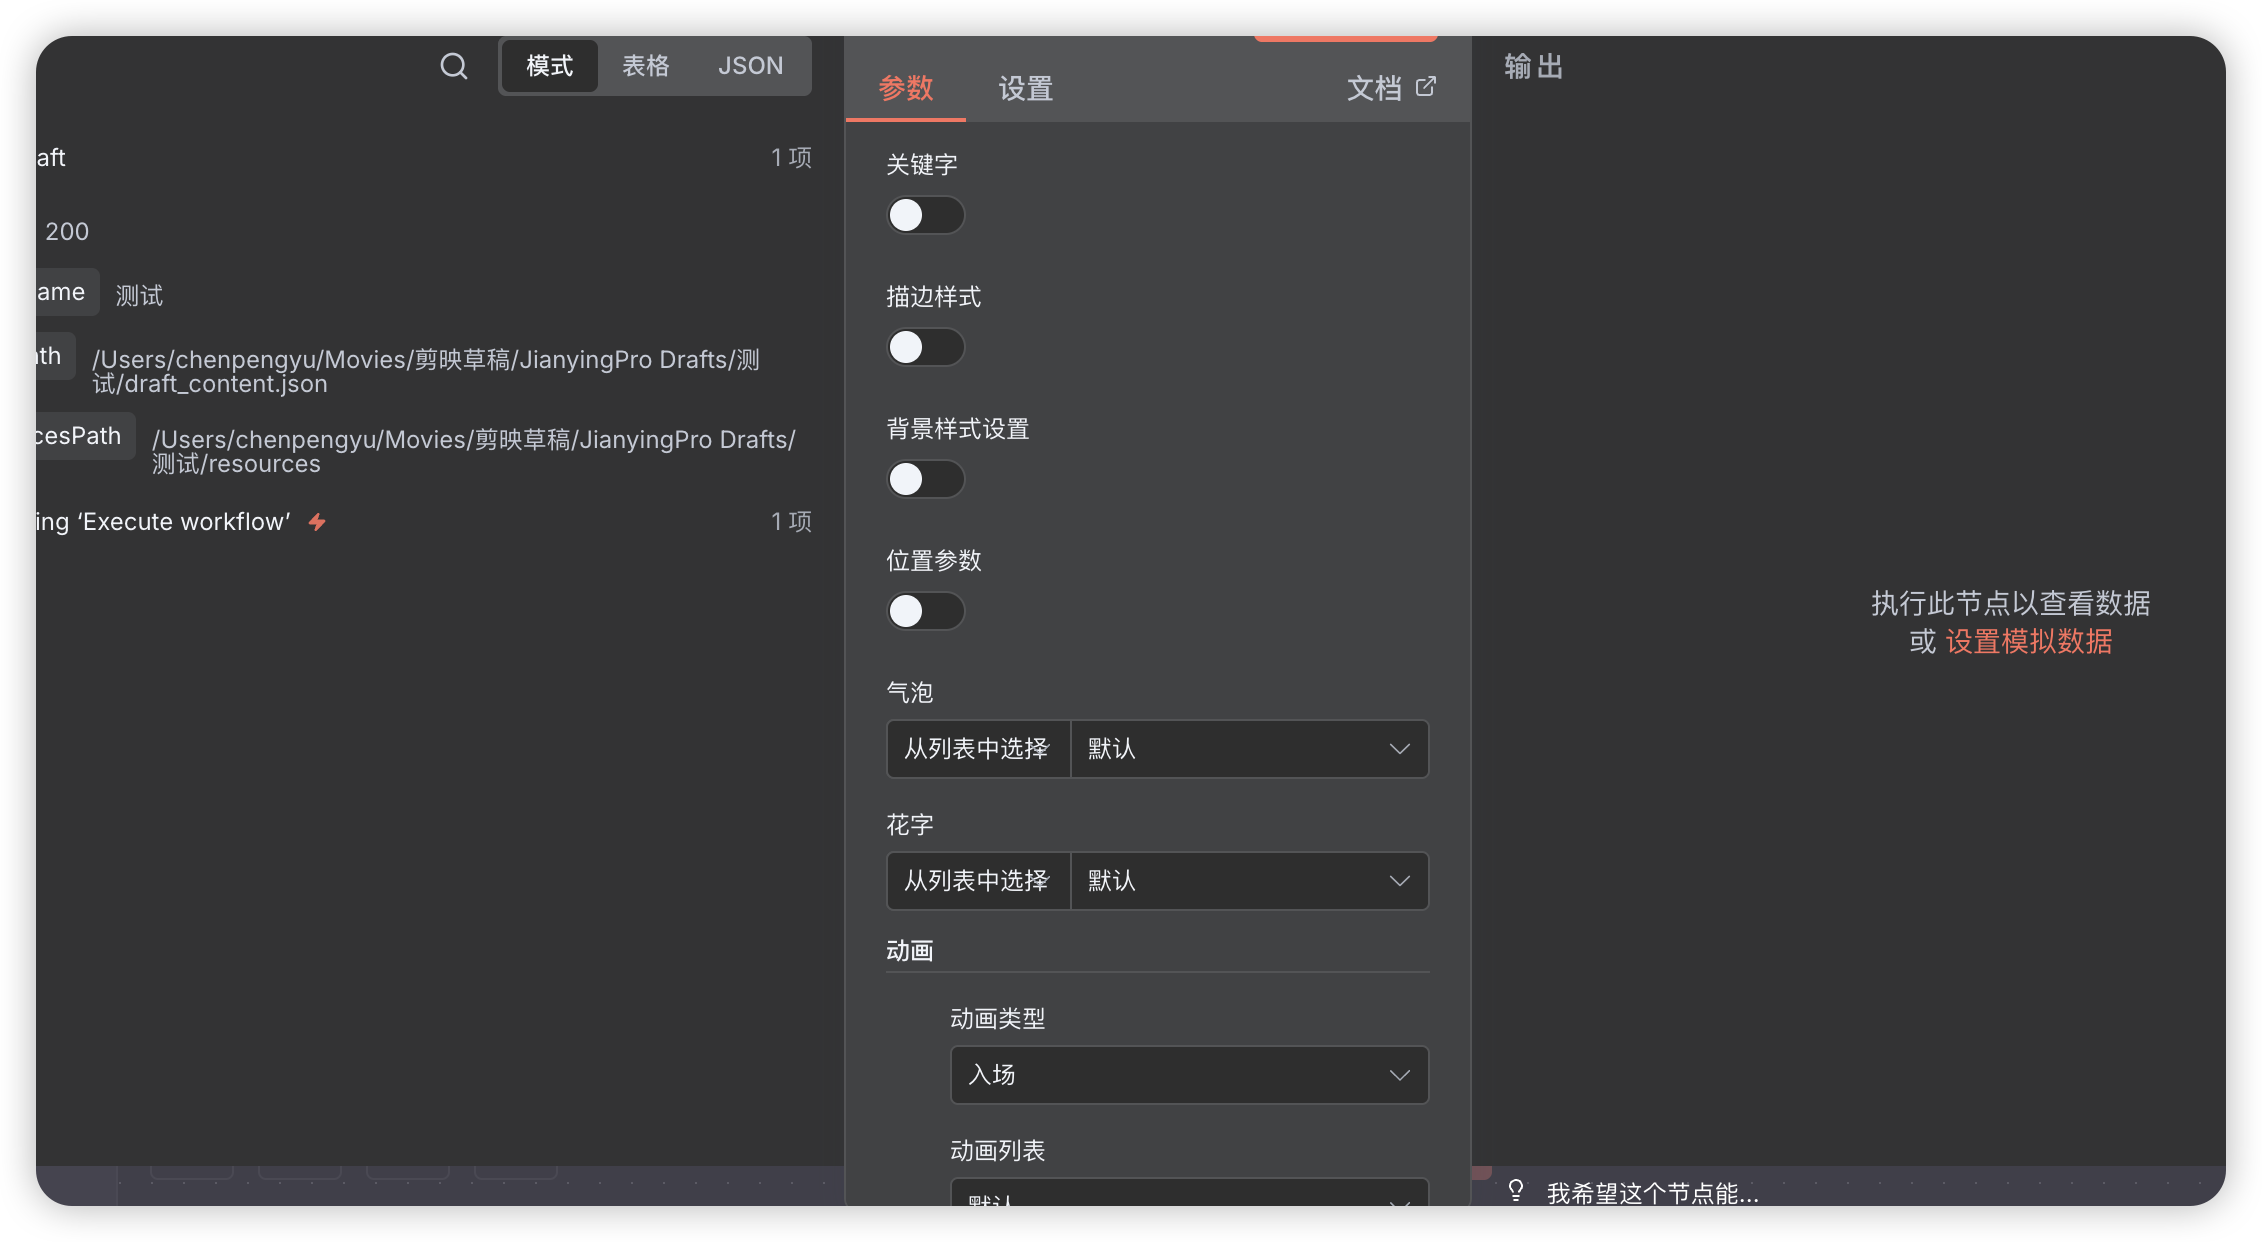 模式 表格 JSON
aft 1 项
200
ame 测试
th /Users/chenpengyu/Movies/剪映草稿/JianyingPro Drafts/测
试/draft_content.json
cesPath /Users/chenpengyu/Movies/剪映草稿/JianyingPro Drafts/
测试/resources
ing ‘Execute workflow’ 1 项
参数 设置 文档
关键字
描边样式
背景样式设置
位置参数
气泡
从列表中选择 默认
花字
从列表中选择 默认
动画
动画类型
入场
动画列表
默认
输出
执行此节点以查看数据
或 设置模拟数据
我希望这个节点能...